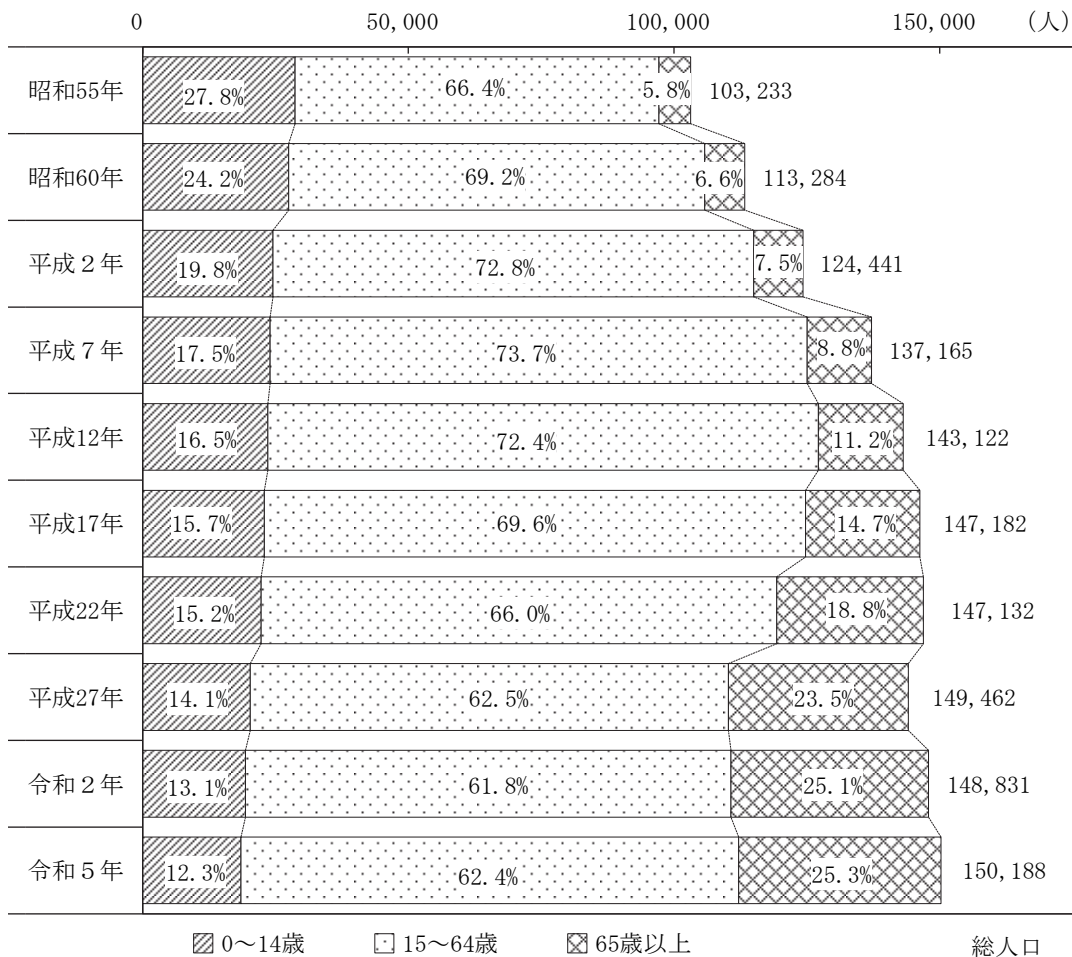 0 50,000 100,000 150,000 （人）
昭和55年 27.8% 66.4% 5.8% 103,233
昭和60年 24.2% 69.2% 6.6% 113,284
平成２年 19.8% 72.8% 7.5% 124,441
平成７年 17.5% 73.7% 8.8% 137,165
平成12年 16.5% 72.4% 11.2% 143,122
平成17年 15.7% 69.6% 14.7% 147,182
平成22年 15.2% 66.0% 18.8% 147,132
平成27年 14.1% 62.5% 23.5% 149,462
令和２年 13.1% 61.8% 25.1% 148,831
令和５年 12.3% 62.4% 25.3% 150,188
0～14歳 15～64歳 65歳以上 総人口